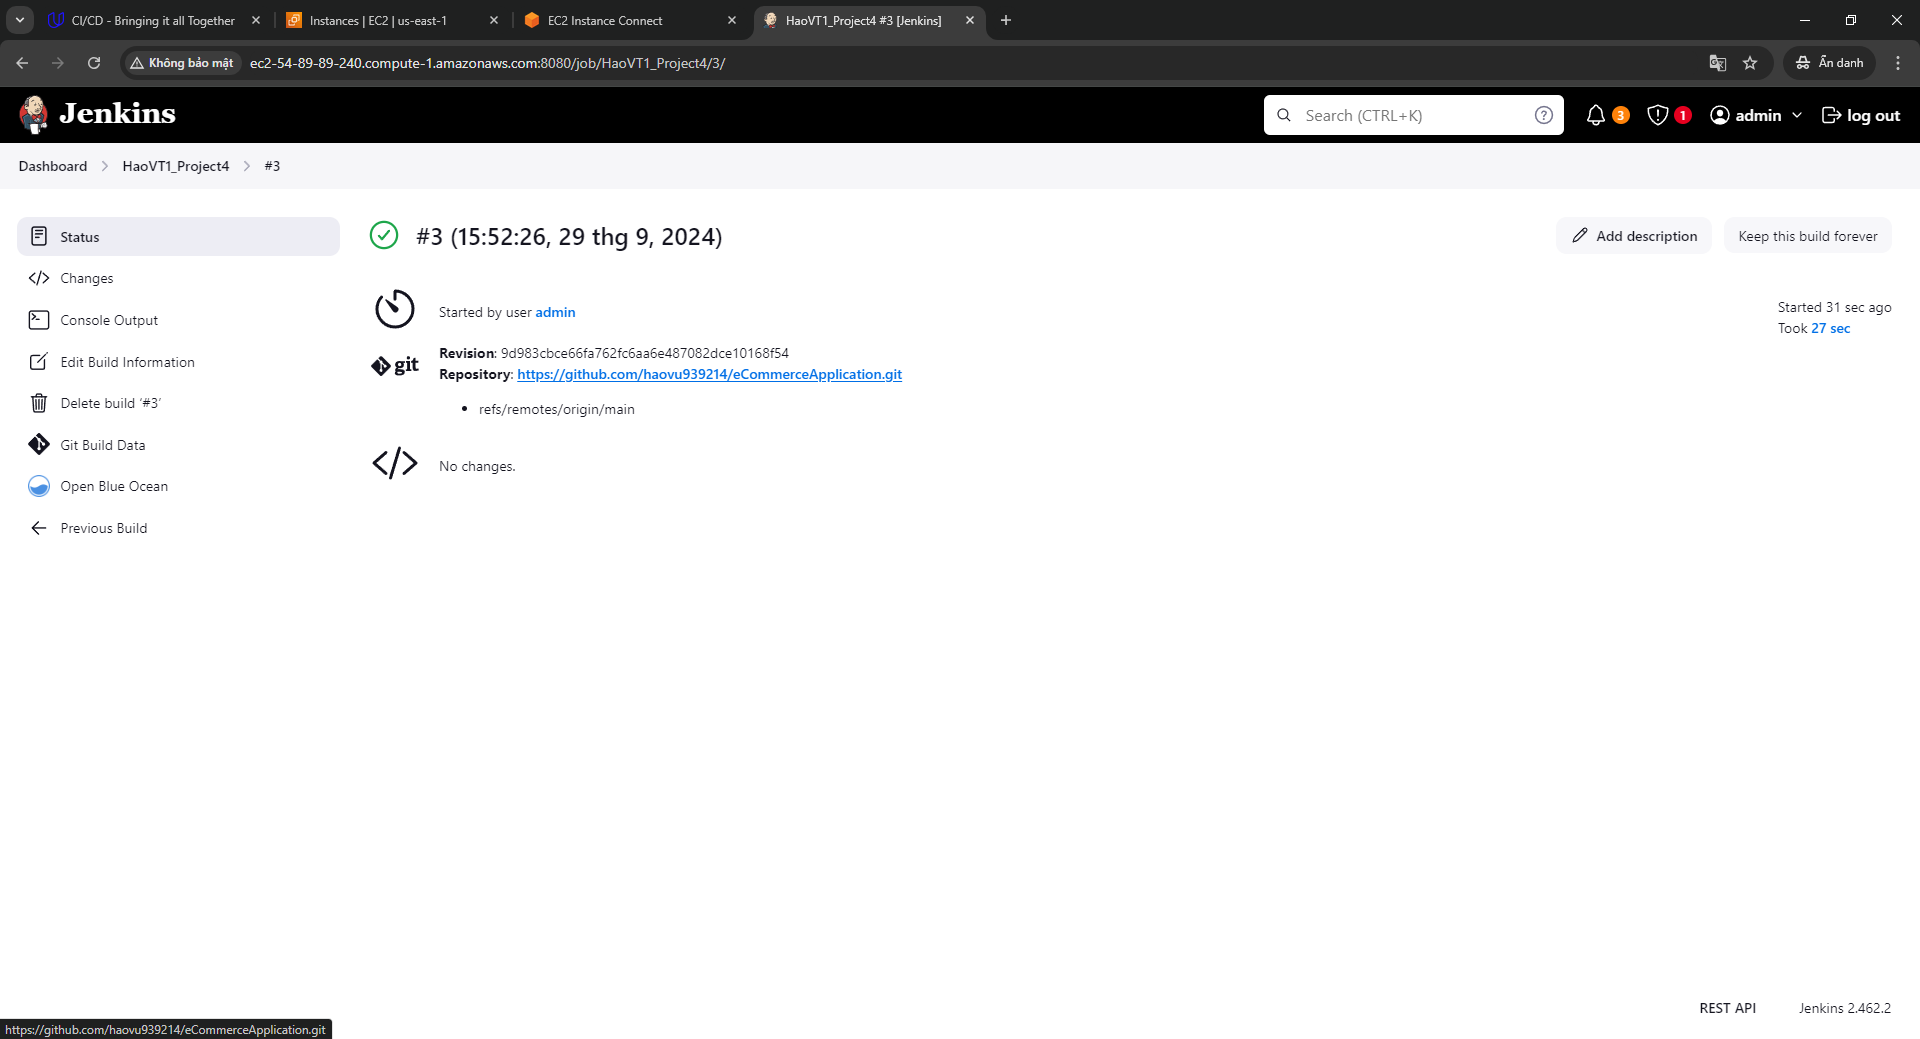 CI/CD - Bringing it all Together
Instances | EC2 | us-east-1
EC2 Instance Connect
HaoVT1_Project4 #3 [Jenkins]
Không bảo mật
ec2-54-89-89-240.compute-1.amazonaws.com:8080/job/HaoVT1_Project4/3/
Ẩn danh
Jenkins
Search (CTRL+K)
?
3
1
admin
log out
Dashboard
HaoVT1_Project4
#3
Status
Changes
Console Output
Edit Build Information
Delete build ‘#3’
Git Build Data
Open Blue Ocean
Previous Build
#3 (15:52:26, 29 thg 9, 2024)
Add description
Keep this build forever
Started by user admin
Started 31 sec ago
Took 27 sec
git
Revision: 9d983cbce66fa762fc6aa6e487082dce10168f54
Repository: https://github.com/haovu939214/eCommerceApplication.git
refs/remotes/origin/main
No changes.
REST API
Jenkins 2.462.2
https://github.com/haovu939214/eCommerceApplication.git